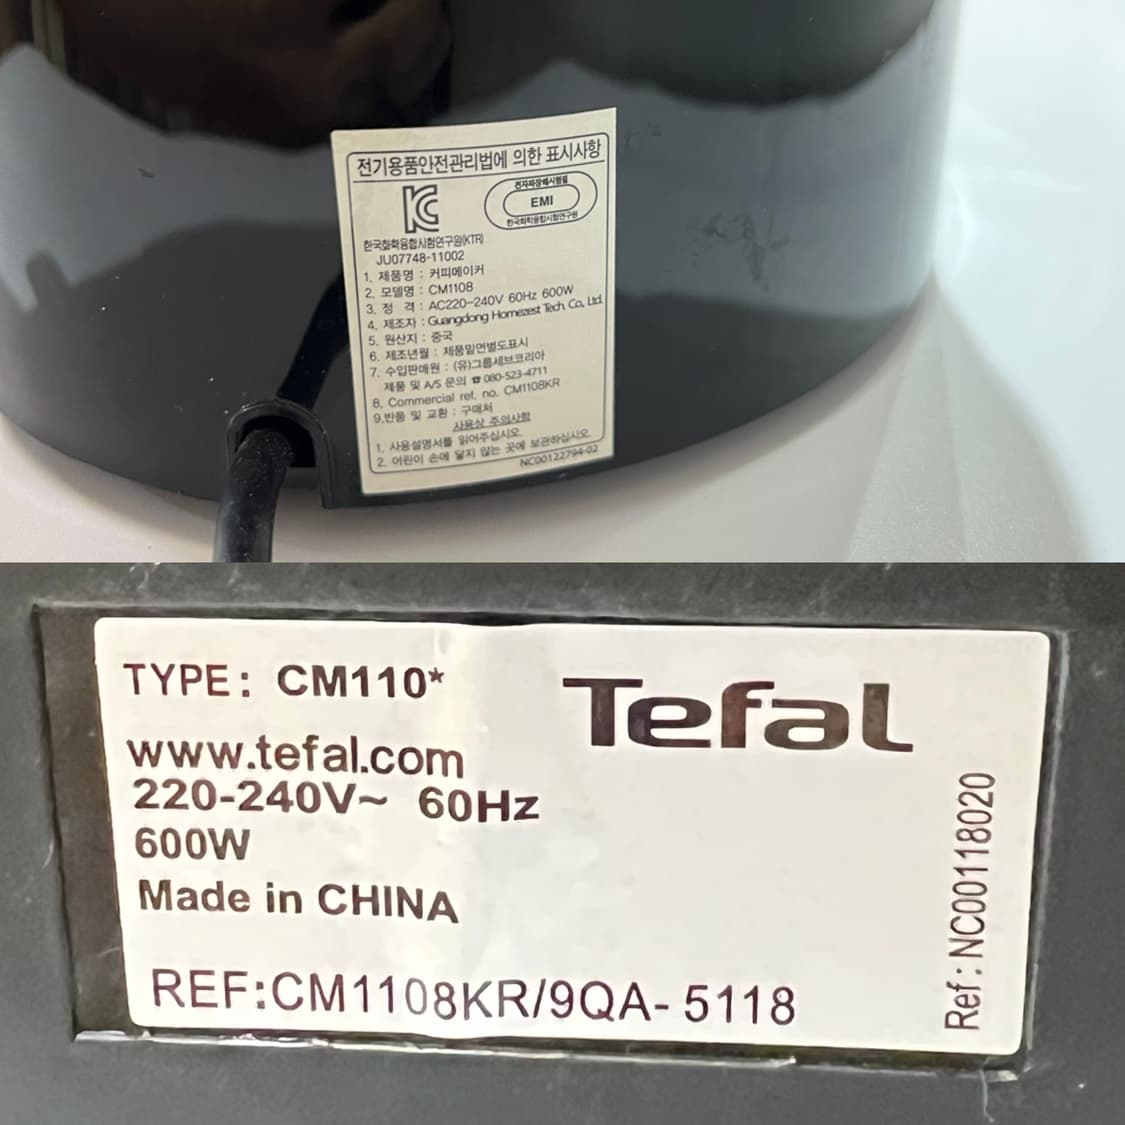 전기용품안전관리법에 의한 표시사항
KC
전자파장해시험필
EMI
한국화학융합시험연구원
한국화학융합시험연구원(KTR)
JU07748-11002
1. 제품명 : 커피메이커
2. 모델명 : CM1108
3. 정 격 : AC220-240V 60Hz 600W
4. 제조자 : Guangdong Homezest Tech. Co., Ltd.
5. 원산지 : 중국
6. 제조년월 : 제품밑면별도표시
7. 수입판매원 : (유)그룹세브코리아
제품 및 A/S 문의 ☎ 080-523-4711
8. Commercial ref. no. CM1108KR
9.반품 및 교환 : 구매처
사용상 주의사항
1. 사용설명서를 읽어주십시오.
2. 어린이 손에 닿지 않는 곳에 보관하십시오.
NC00122794-02
TYPE: CM110*
Tefal
www.tefal.com
220-240V~ 60Hz
600W
Made in CHINA
REF:CM1108KR/9QA- 5118
Ref : NC00118020